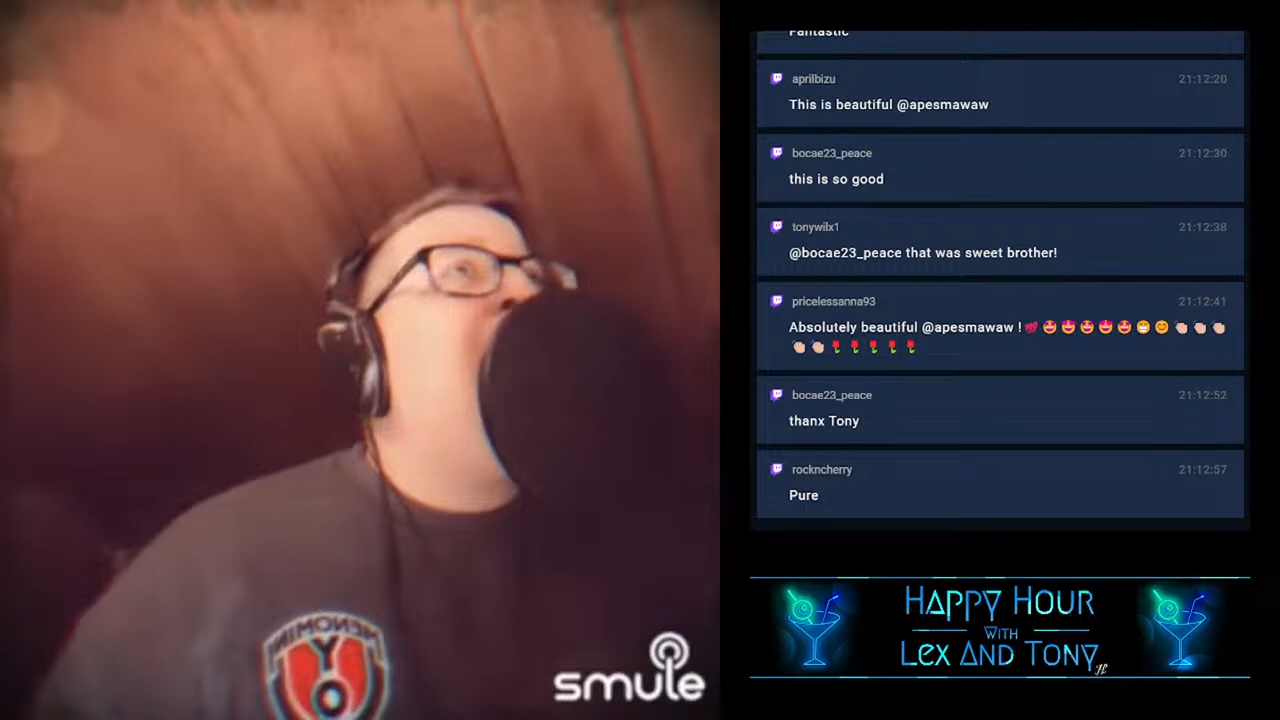 Fantastic
aprilbizu 21:12:20
This is beautiful @apesmawaw
bocae23_peace 21:12:30
this is so good
tonywilx1 21:12:38
@bocae23_peace that was sweet brother!
pricelessanna93 21:12:41
Absolutely beautiful @apesmawaw ! 💯 🤩 🤩 🤩 🤩 🤩 😁 😊 👏🏻 👏🏻 👏🏻
👏🏻 👏🏻 🌹 🌹 🌹 🌹 🌹
bocae23_peace 21:12:52
thanx Tony
rockncherry 21:12:57
Pure
smule
HAPPY HOUR
WITH
LEX AND TONY